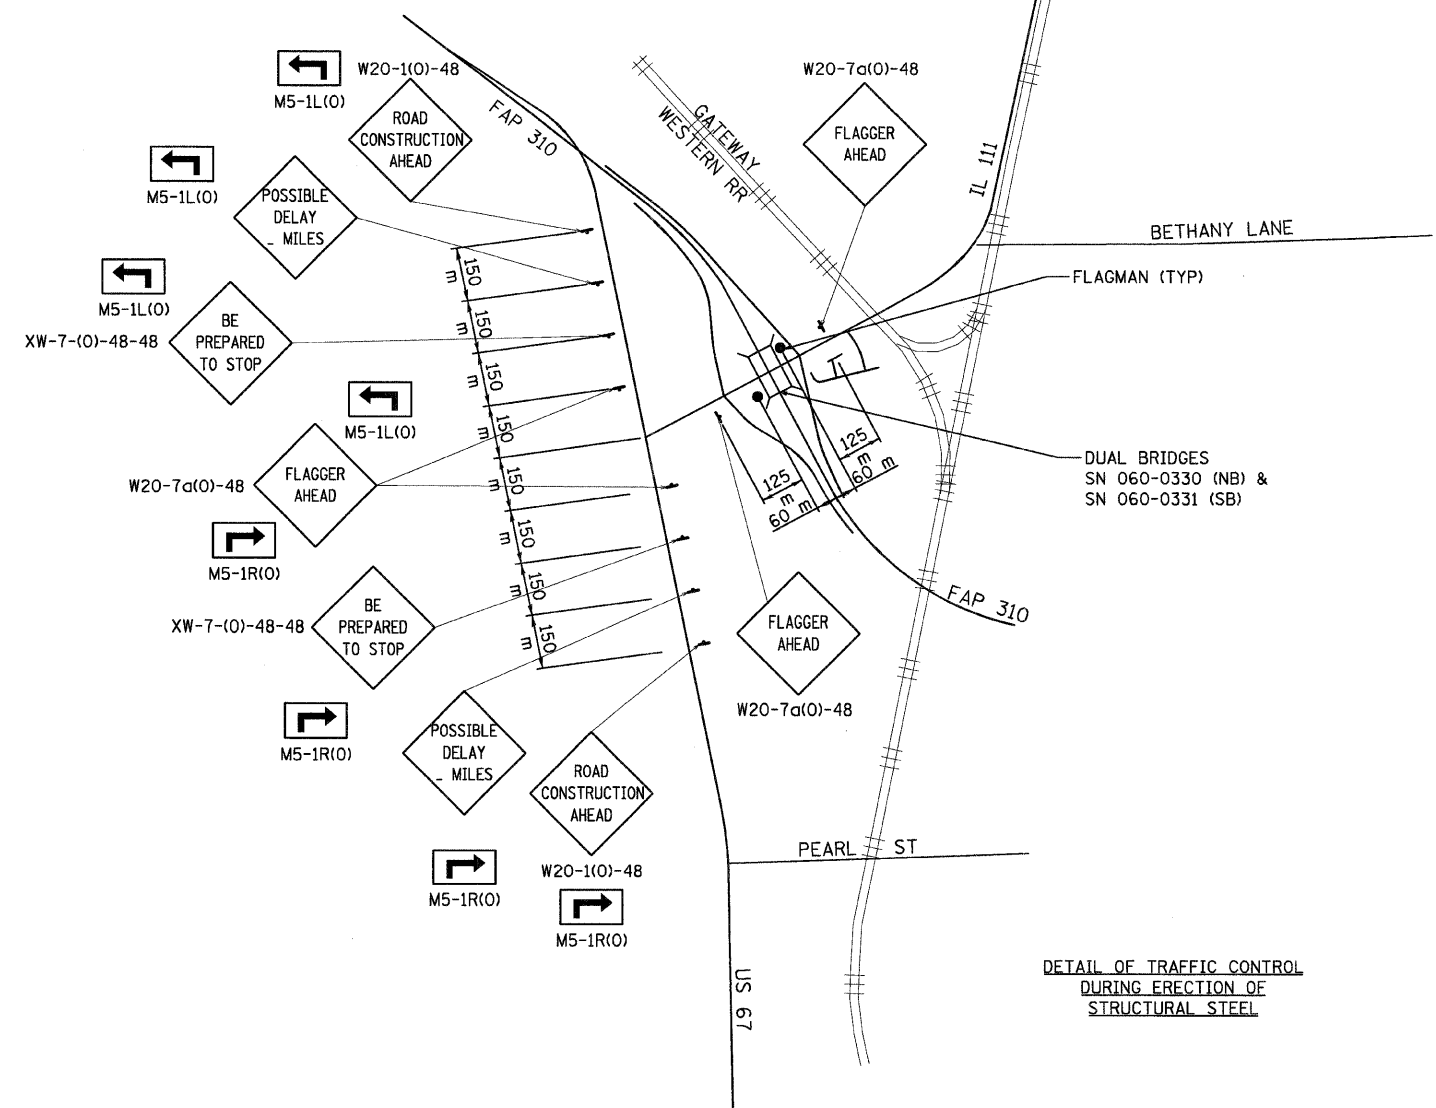 M5-1L(O)
W20-1(O)-48
ROAD
CONSTRUCTION
AHEAD
FAP 310
GATEWAY
WESTERN RR
W20-7a(O)-48
FLAGGER
AHEAD
IL 111
BETHANY LANE
FLAGMAN (TYP)
M5-1L(O)
POSSIBLE
DELAY
_ MILES
M5-1L(O)
XW-7-(O)-48-48
BE
PREPARED
TO STOP
M5-1L(O)
W20-7a(O)-48
FLAGGER
AHEAD
M5-1R(O)
XW-7-(O)-48-48
BE
PREPARED
TO STOP
M5-1R(O)
POSSIBLE
DELAY
_ MILES
M5-1R(O)
ROAD
CONSTRUCTION
AHEAD
W20-1(O)-48
M5-1R(O)
150 m
150 m
150 m
150 m
150 m
150 m
150 m
150 m
125 m
60 m
125 m
60 m
DUAL BRIDGES
SN 060-0330 (NB) &
SN 060-0331 (SB)
FAP 310
FLAGGER
AHEAD
W20-7a(O)-48
PEARL ST
US 67
DETAIL OF TRAFFIC CONTROL
DURING ERECTION OF
STRUCTURAL STEEL